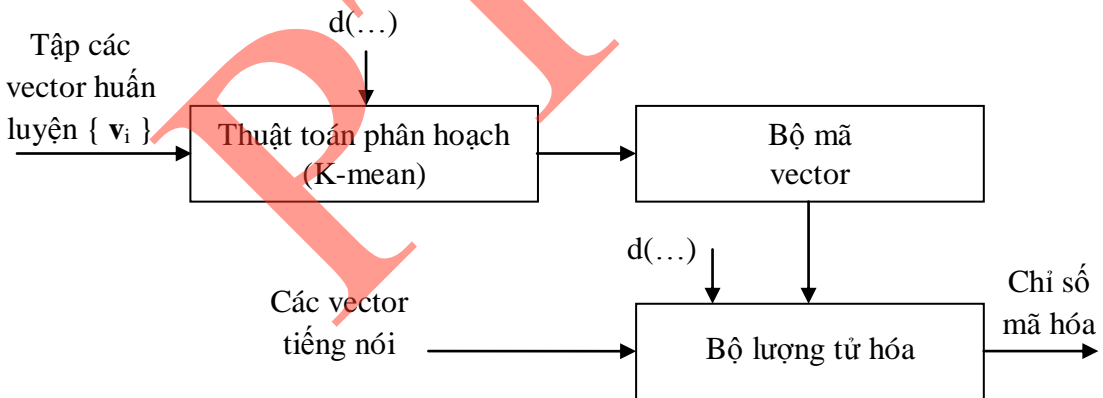 d(…)
Tập các
vector huấn
luyện { vi }
Thuật toán phân hoạch
(K-mean)
Bộ mã
vector
d(…)
Các vector
tiếng nói
Bộ lượng tử hóa
Chỉ số
mã hóa